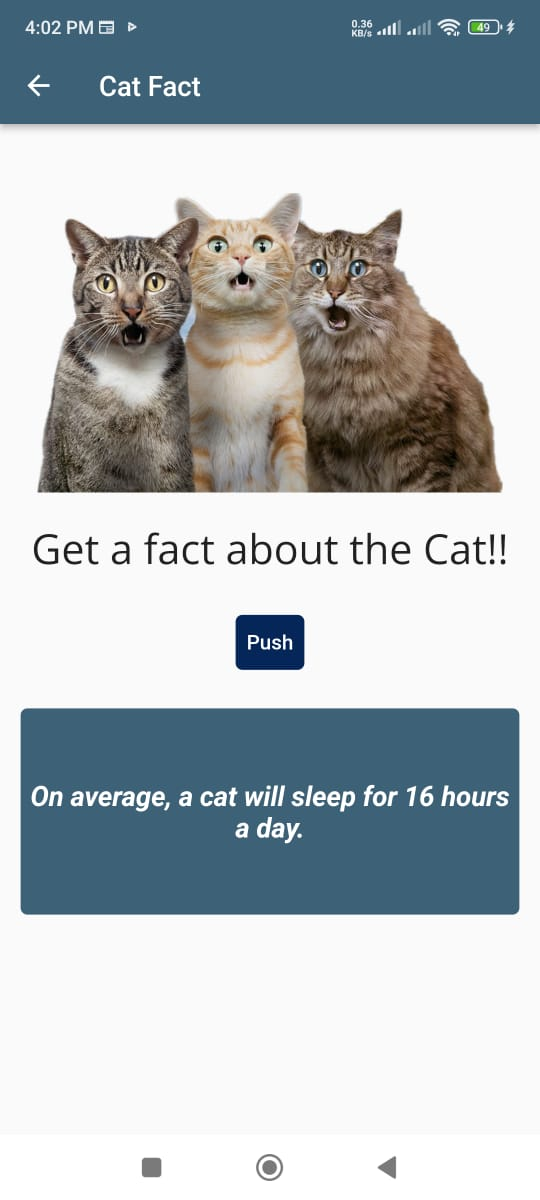 4:02 PM
0.36
KB/s
49
Cat Fact
Get a fact about the Cat!!
Push
On average, a cat will sleep for 16 hours
a day.